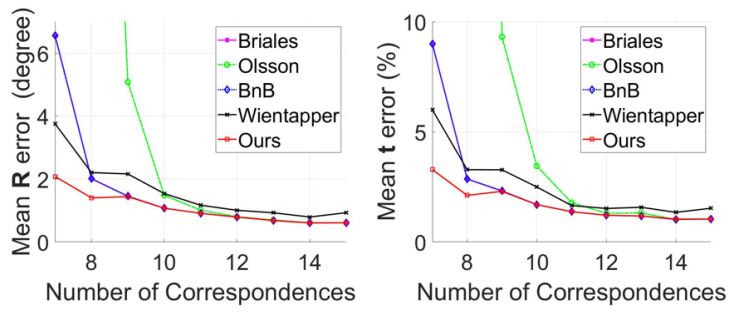 Mean R error (degree)
6
4
2
0
8
10
12
14
Number of Correspondences
Briales
Olsson
BnB
Wientapper
Ours
Mean t error (%)
10
5
0
8
10
12
14
Number of Correspondences
Briales
Olsson
BnB
Wientapper
Ours